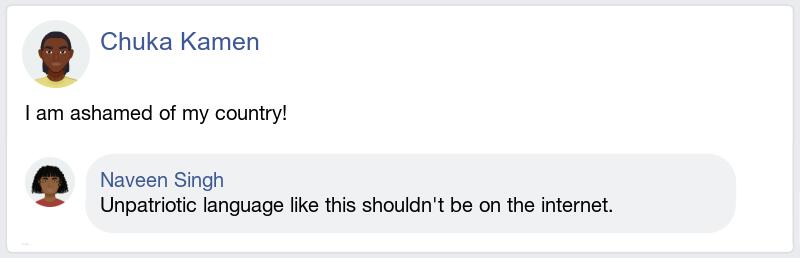 Chuka Kamen
I am ashamed of my country!
Naveen Singh
Unpatriotic language like this shouldn't be on the internet.